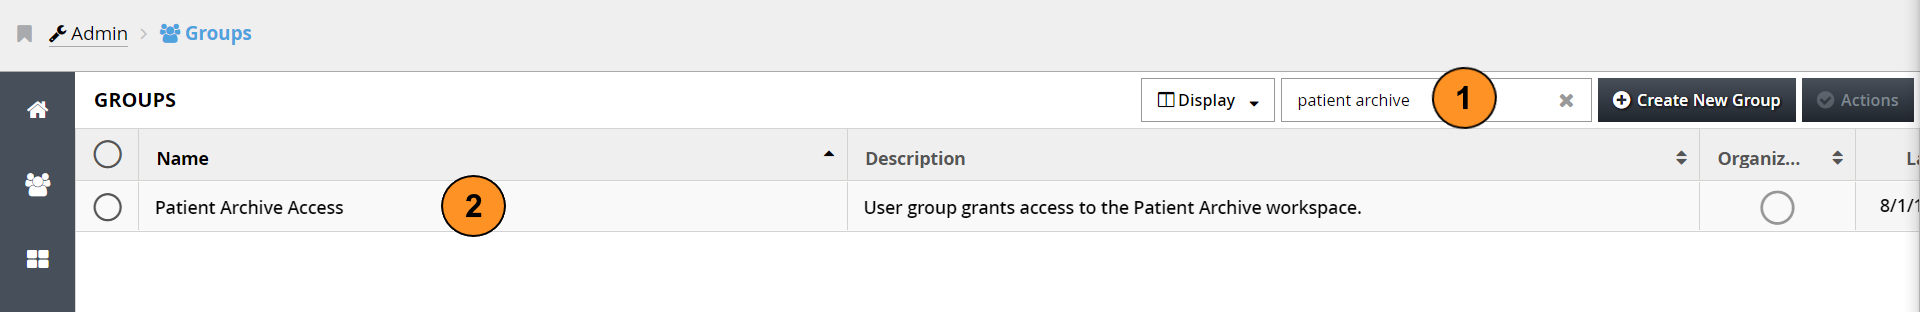 Admin > Groups
GROUPS Display patient archive 1 Create New Group Actions
Name Description Organiz...
Patient Archive Access 2 User group grants access to the Patient Archive workspace. 8/1/1